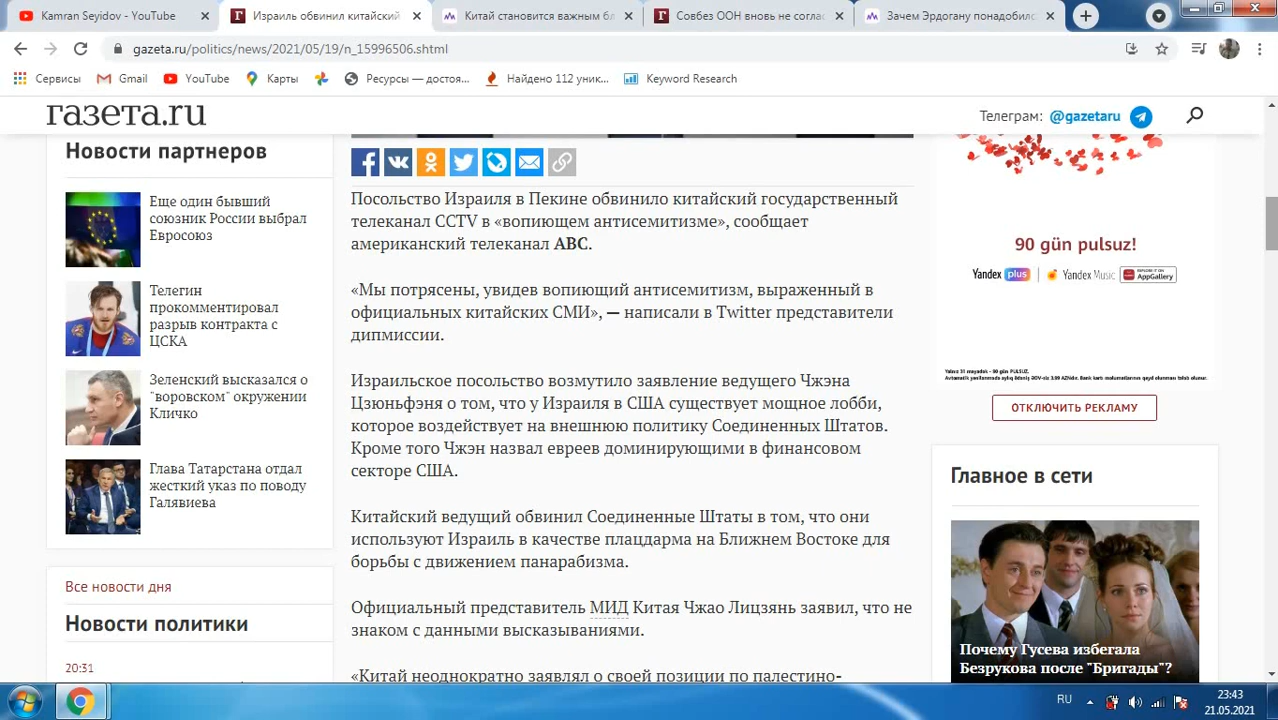 Kamran Seyidov - YouTube
Израиль обвинил китайский
Китай становится важным бл
Совбез ООН вновь не соглас
Зачем Эрдогану понадобилс
gazeta.ru/politics/news/2021/05/19/n_15996506.shtml
Сервисы
Gmail
YouTube
Карты
Ресурсы — достоя...
Найдено 112 уник...
Keyword Research
газета.ru
Телеграм: @gazetaru
Новости партнеров
Еще один бывший
союзник России выбрал
Евросоюз
Телегин
прокомментировал
разрыв контракта с
ЦСКА
Зеленский высказался о
"воровском" окружении
Кличко
Глава Татарстана отдал
жесткий указ по поводу
Галявиева
Все новости дня
Новости политики
20:31
Посольство Израиля в Пекине обвинило китайский государственный
телеканал CCTV в «вопиющем антисемитизме», сообщает
американский телеканал ABC.
«Мы потрясены, увидев вопиющий антисемитизм, выраженный в
официальных китайских СМИ», — написали в Twitter представители
дипмиссии.
Израильское посольство возмутило заявление ведущего Чжэна
Цзюньфэня о том, что у Израиля в США существует мощное лобби,
которое воздействует на внешнюю политику Соединенных Штатов.
Кроме того Чжэн назвал евреев доминирующими в финансовом
секторе США.
Китайский ведущий обвинил Соединенные Штаты в том, что они
используют Израиль в качестве плацдарма на Ближнем Востоке для
борьбы с движением панарабизма.
Официальный представитель МИД Китая Чжао Лицзянь заявил, что не
знаком с данными высказываниями.
«Китай неоднократно заявлял о своей позиции по палестино-
90 gün pulsuz!
Yandex plus
Yandex Music
AppGallery
ОТКЛЮЧИТЬ РЕКЛАМУ
Главное в сети
Почему Гусева избегала
Безрукова после "Бригады"?
RU
23:43
21.05.2021